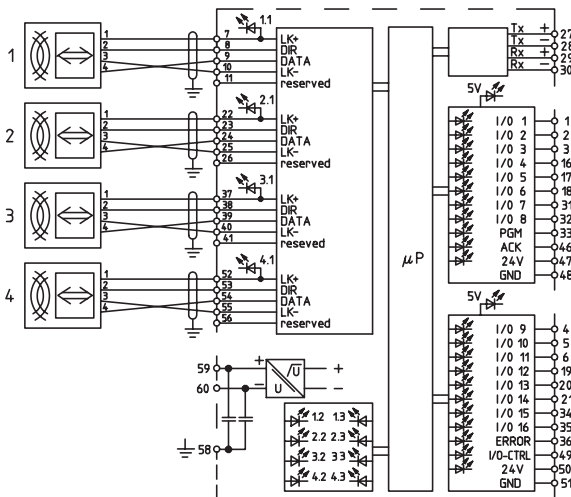 1.1
1 7 LK+
2 8 DIR
3 9 DATA
4 10 LK-
11 reserved
1
2.1
1 22 LK+
2 23 DIR
3 24 DATA
4 25 LK-
26 reserved
2
3.1
1 37 LK+
2 38 DIR
3 39 DATA
4 40 LK-
41 reseved
3
4.1
1 52 LK+
2 53 DIR
3 54 DATA
4 55 LK-
56 reserved
4
59 + U + 
60 - U -
58
1.2 1.3
2.2 2.3
3.2 3 3
4.2 4.3
µP
Tx + 27
Tx - 28
Rx + 29
Rx - 30
5V
I/O 1 1
I/O 2 2
I/O 3 3
I/O 4 16
I/O 5 17
I/O 6 18
I/O 7 31
I/O 8 32
PGM 33
ACK 46
24V 47
GND 48
5V
I/O 9 4
I/O 10 5
I/O 11 6
I/O 12 19
I/O 13 20
I/O 14 21
I/O 15 34
I/O 16 35
ERROR 36
I/O-CTRL 49
24V 50
GND 51